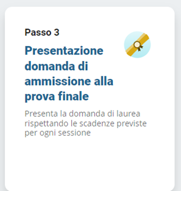 Passo 3
Presentazione
domanda di
ammissione alla
prova finale
Presenta la domanda di laurea
rispettando le scadenze previste
per ogni sessione